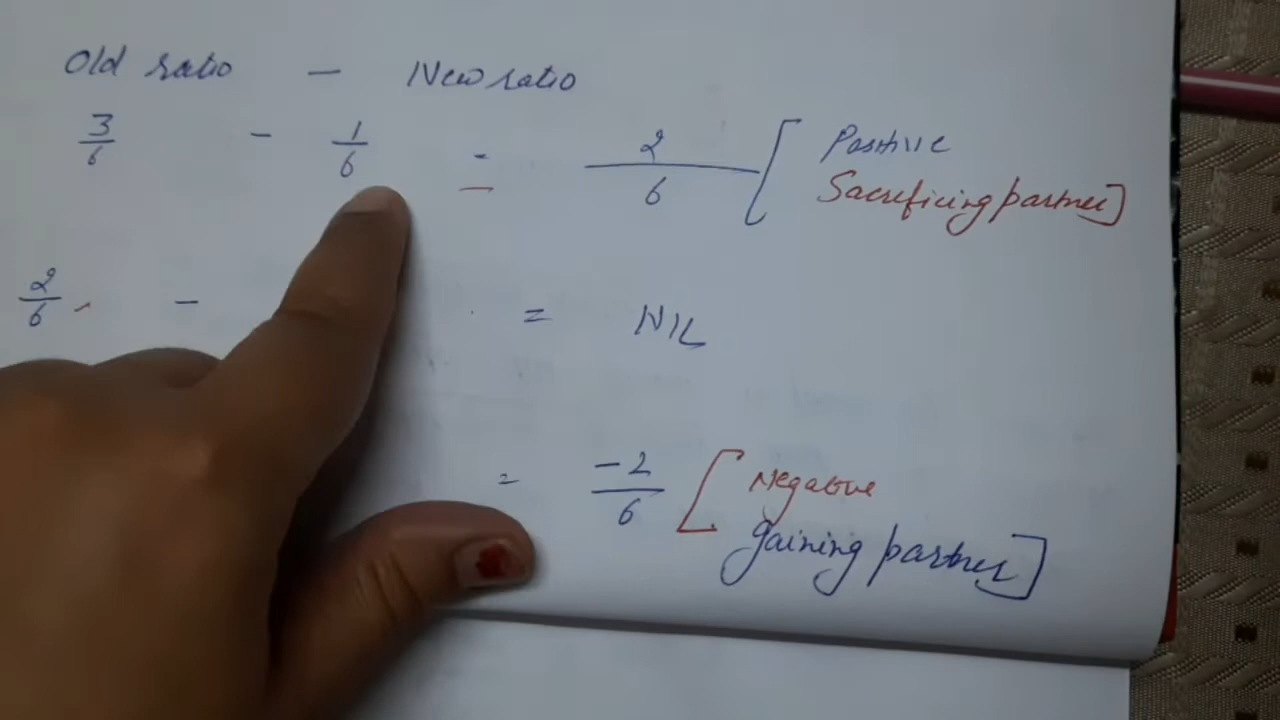 Old ratio - New ratio
3/6 - 1/6 = 2/6 [Positive
Sacrificing partner]
2/6 - = NIL
= -2/6 [Negative
gaining partner]